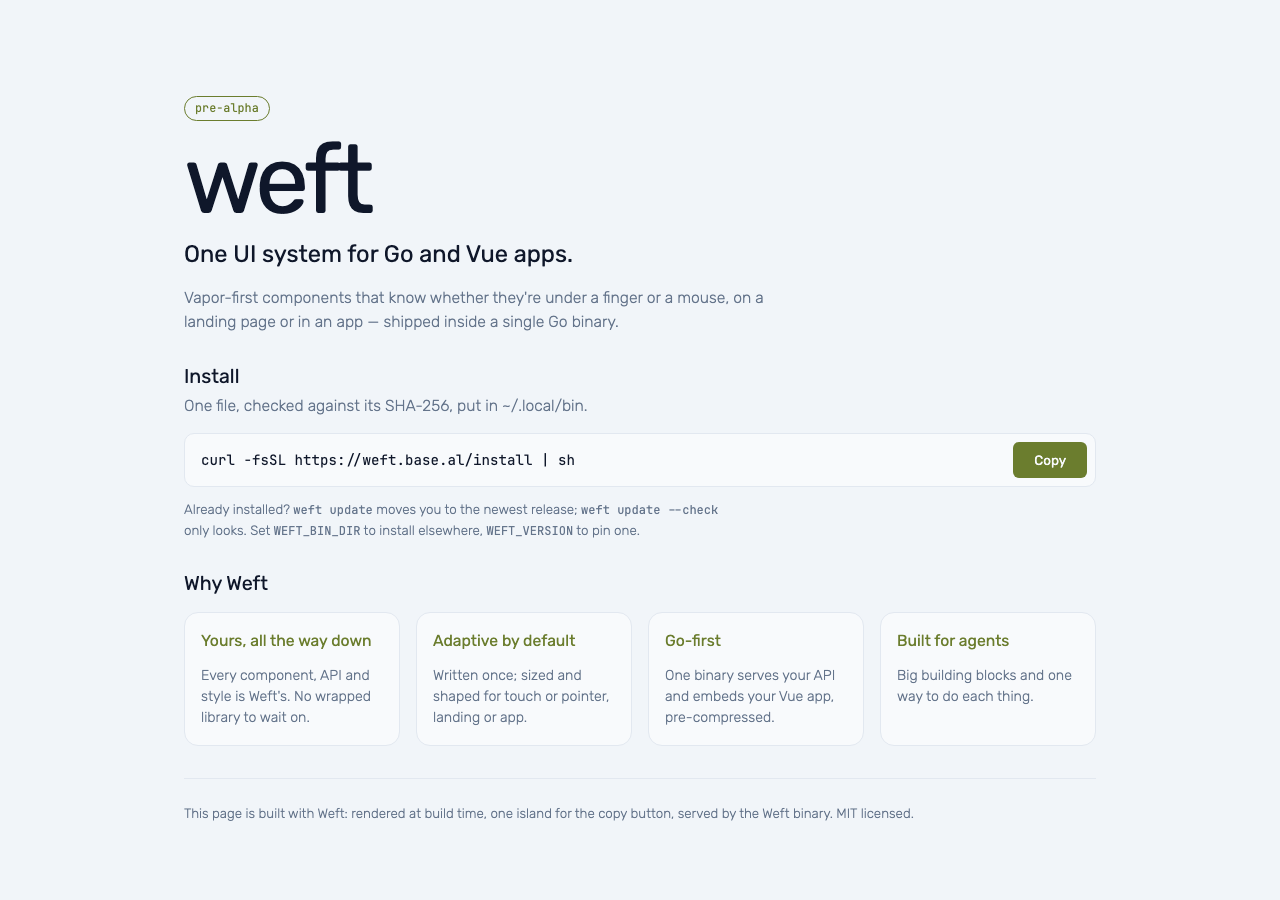 pre-alpha
weft
One UI system for Go and Vue apps.
Vapor-first components that know whether they're under a finger or a mouse, on a
landing page or in an app — shipped inside a single Go binary.
Install
One file, checked against its SHA-256, put in ~/.local/bin.
curl -fsSL https://weft.base.al/install | sh
Copy
Already installed? weft update moves you to the newest release; weft update --check
only looks. Set WEFT_BIN_DIR to install elsewhere, WEFT_VERSION to pin one.
Why Weft
Yours, all the way down
Every component, API and
style is Weft's. No wrapped
library to wait on.
Adaptive by default
Written once; sized and
shaped for touch or pointer,
landing or app.
Go-first
One binary serves your API
and embeds your Vue app,
pre-compressed.
Built for agents
Big building blocks and one
way to do each thing.
This page is built with Weft: rendered at build time, one island for the copy button, served by the Weft binary. MIT licensed.